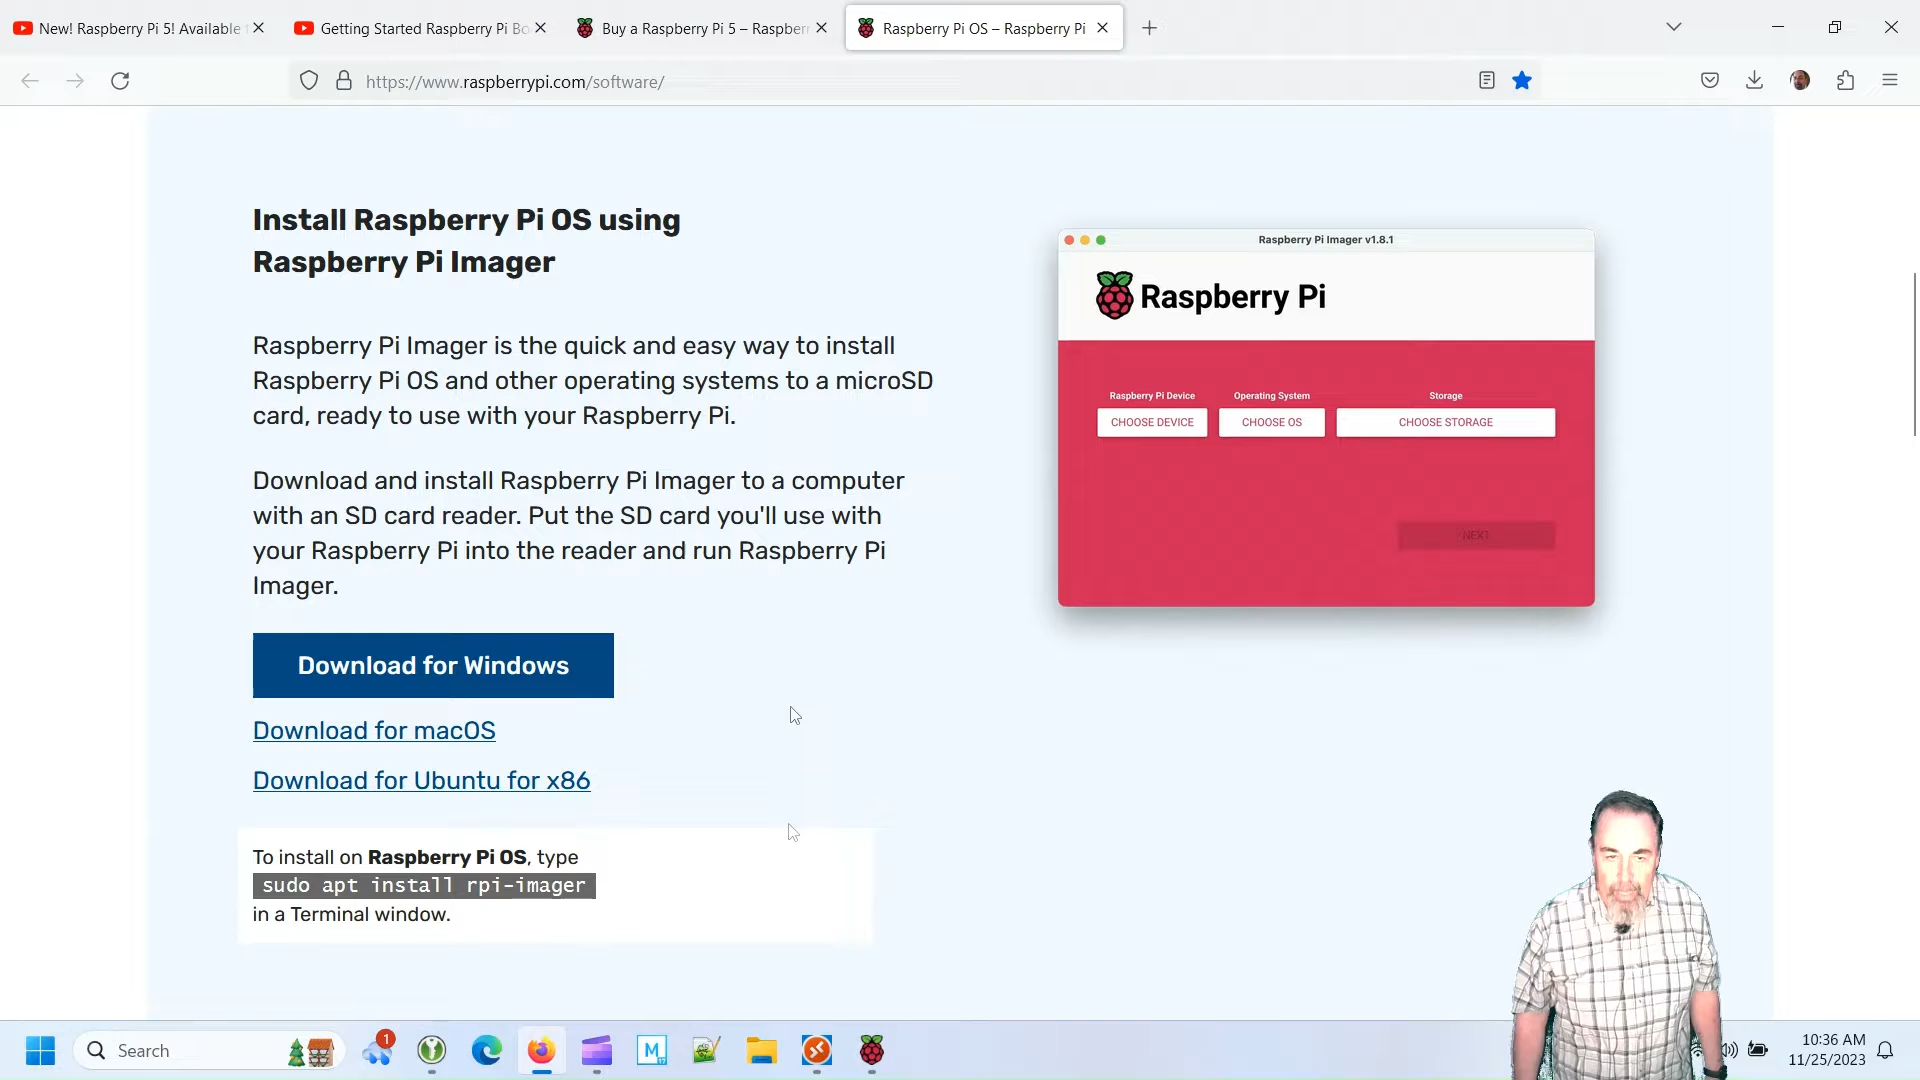 New! Raspberry Pi 5! Available
Getting Started Raspberry Pi Bo
Buy a Raspberry Pi 5 – Raspber
Raspberry Pi OS – Raspberry Pi
https://www.raspberrypi.com/software/
Install Raspberry Pi OS using
Raspberry Pi Imager
Raspberry Pi Imager is the quick and easy way to install
Raspberry Pi OS and other operating systems to a microSD
card, ready to use with your Raspberry Pi.
Download and install Raspberry Pi Imager to a computer
with an SD card reader. Put the SD card you'll use with
your Raspberry Pi into the reader and run Raspberry Pi
Imager.
Download for Windows
Download for macOS
Download for Ubuntu for x86
To install on Raspberry Pi OS, type
sudo apt install rpi-imager
in a Terminal window.
Raspberry Pi Imager v1.8.1
Raspberry Pi
Raspberry Pi Device Operating System Storage
CHOOSE DEVICE CHOOSE OS CHOOSE STORAGE
NEXT
Search
1
M
10:36 AM
11/25/2023